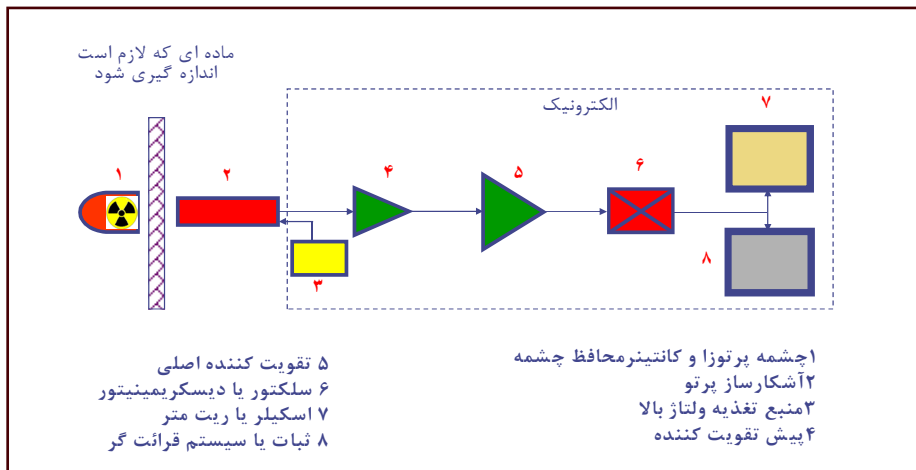 ماده ای که لازم است
اندازه گیری شود
الکترونیک
۱
۲
۳
۴
۵
۶
۷
۸
۱چشمه پرتوزا و کانتینرمحافظ چشمه
۲آشکارساز پرتو
۳منبع تغذیه ولتاژ بالا
۴پیش تقویت کننده
۵ تقویت کننده اصلی
۶ سلکتور یا دیسکریمینیتور
۷ اسکیلر یا ریت متر
۸ ثبات یا سیستم قرائت گر